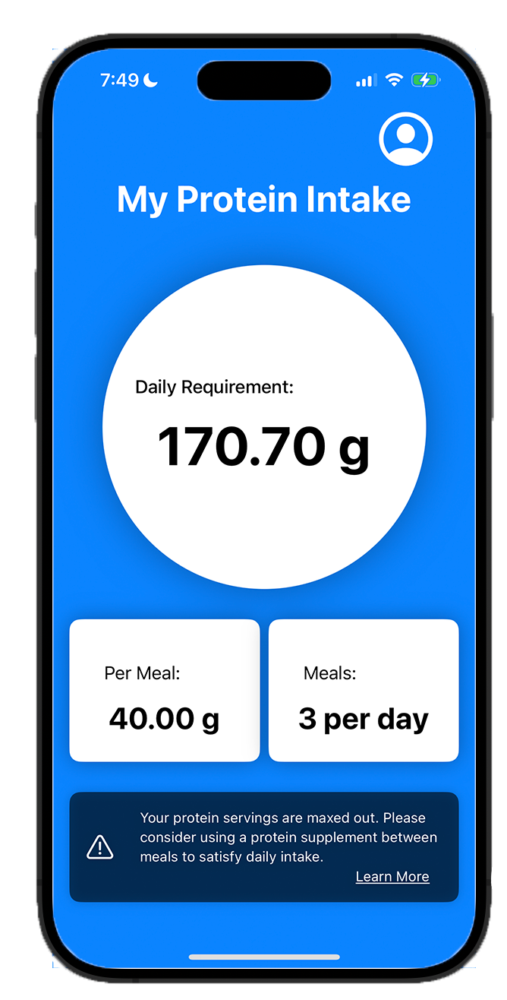 7:49
My Protein Intake
Daily Requirement:
170.70 g
Per Meal:
Meals:
40.00 g
3 per day
Your protein servings are maxed out. Please
consider using a protein supplement between
meals to satisfy daily intake.
Learn More